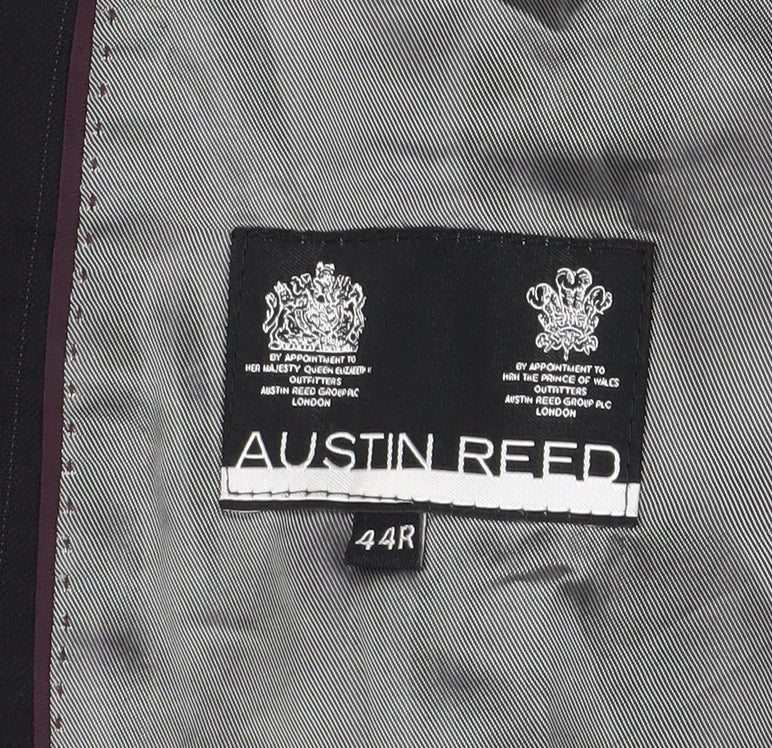 BY APPOINTMENT TO
HER MAJESTY QUEEN ELIZABETH II
OUTFITTERS
AUSTIN REED GROUP PLC
LONDON
BY APPOINTMENT TO
HRH THE PRINCE OF WALES
OUTFITTERS
AUSTIN REED GROUP PLC
LONDON
AUSTIN REED
44R